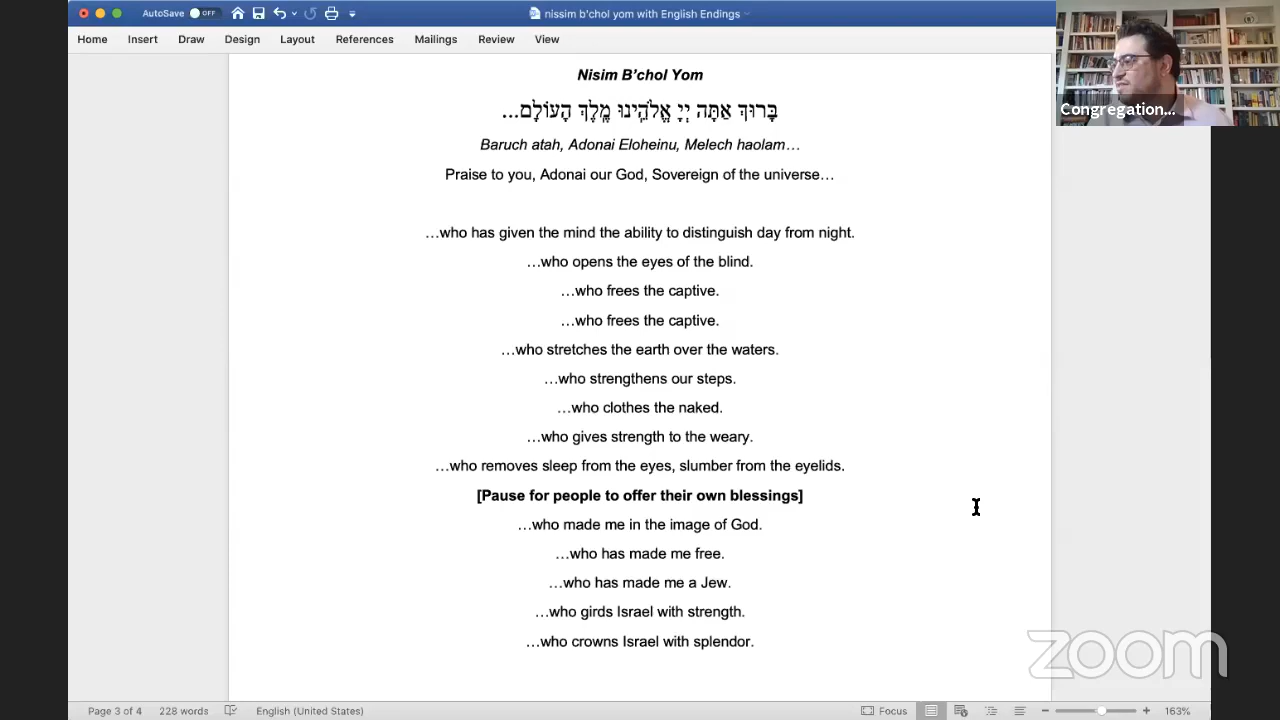 AutoSave OFF
nissim b'chol yom with English Endings
Home Insert Draw Design Layout References Mailings Review View
Congregation...
Nisim B'chol Yom
בָּרוּךְ אַתָּה יְיָ אֱלֹהֵֽינוּ מֶֽלֶךְ הָעוֹלָם...
Baruch atah, Adonai Eloheinu, Melech haolam…
Praise to you, Adonai our God, Sovereign of the universe…
…who has given the mind the ability to distinguish day from night.
…who opens the eyes of the blind.
…who frees the captive.
…who frees the captive.
…who stretches the earth over the waters.
…who strengthens our steps.
…who clothes the naked.
…who gives strength to the weary.
…who removes sleep from the eyes, slumber from the eyelids.
[Pause for people to offer their own blessings]
…who made me in the image of God.
…who has made me free.
…who has made me a Jew.
…who girds Israel with strength.
…who crowns Israel with splendor.
zoom
Page 3 of 4 228 words English (United States) Focus 163%